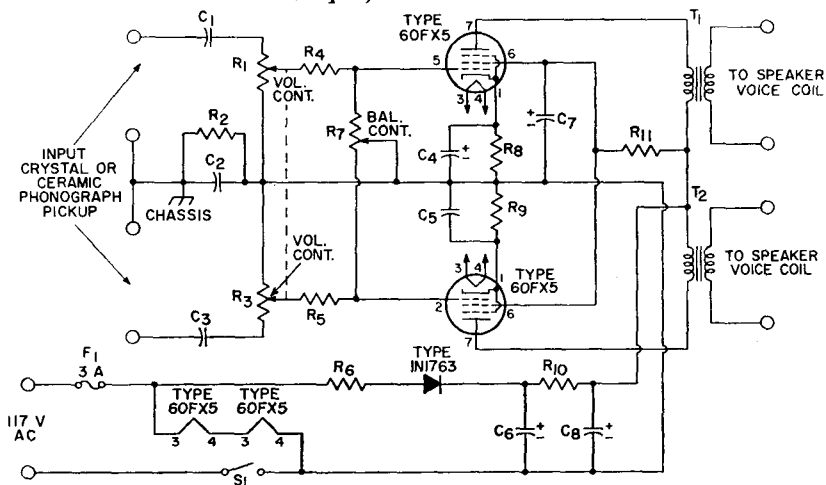 TYPE
60FX5
7
5
6
3
4
1
C1
R1
VOL.
CONT.
R4
R2
C2
CHASSIS
INPUT
CRYSTAL OR
CERAMIC
PHONOGRAPH
PICKUP
R7
BAL.
CONT.
C4
+
-
R8
C7
+
-
R11
T1
TO SPEAKER
VOICE COIL
C5
R9
T2
TO SPEAKER
VOICE COIL
VOL.
CONT.
R3
R5
C3
TYPE
60FX5
3
4
1
2
6
7
F1
3 A
TYPE
60FX5
TYPE
60FX5
3 4 3 4
R6
TYPE
1N1763
R10
C6
+
-
C8
+
-
117 V
AC
S1